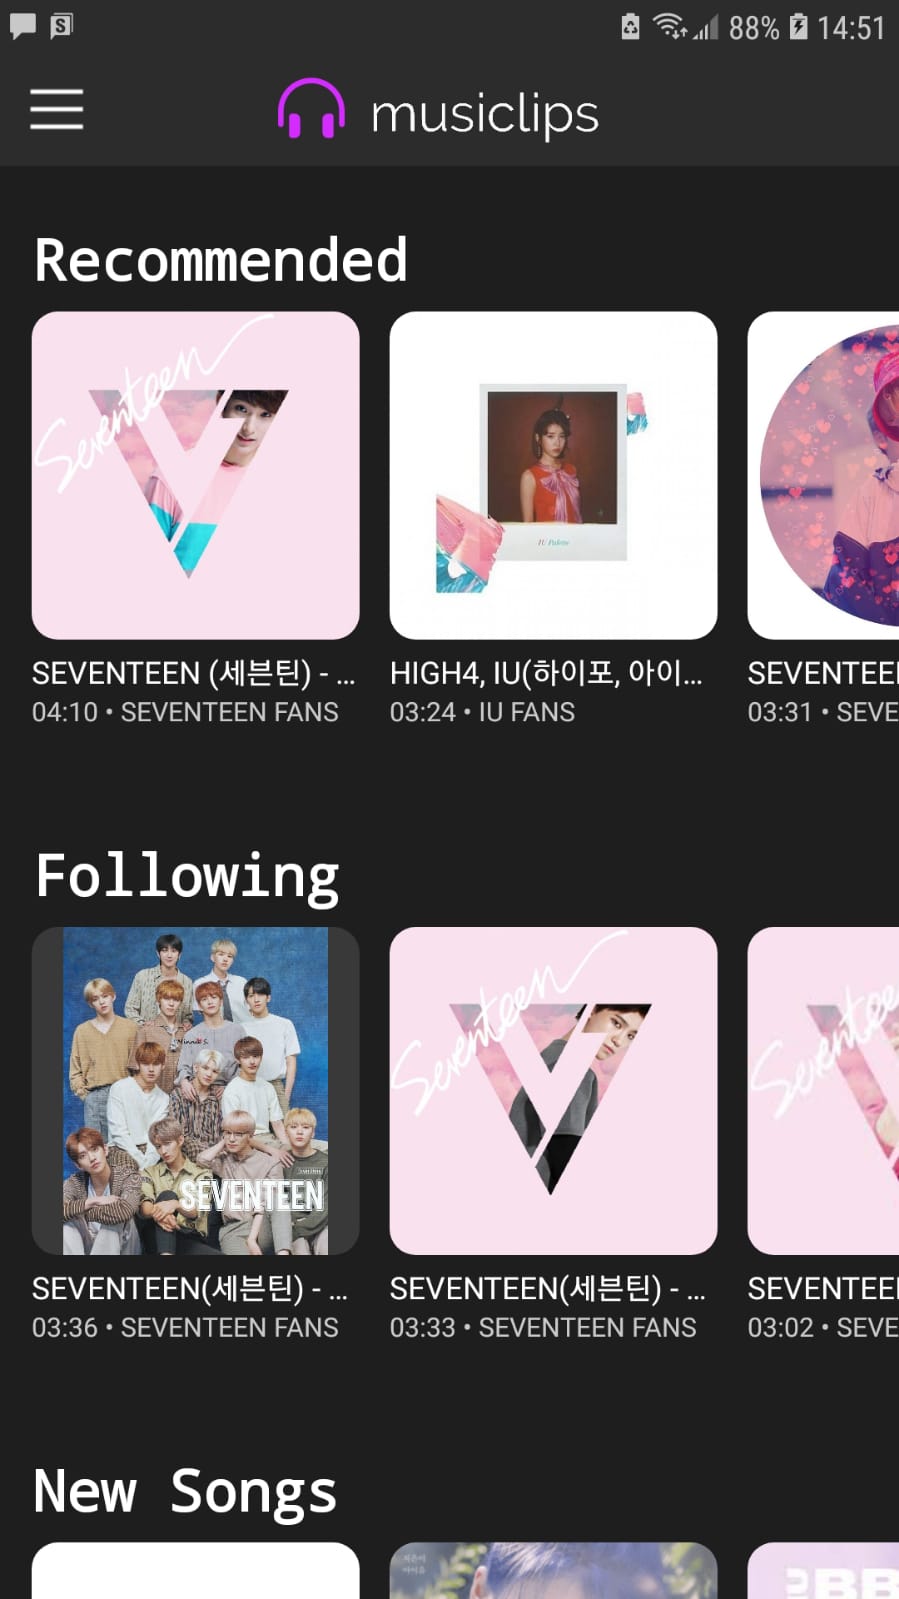 88% 14:51
musiclips
Recommended
Seventeen
IU Palette
SEVENTEEN (세븐틴) - ...
HIGH4, IU(하이포, 아이...
SEVENTEE
04:10 • SEVENTEEN FANS
03:24 • IU FANS
03:31 • SEVE
Following
SEVENTEEN
Seventeen
Seventeen
SEVENTEEN(세븐틴) - ...
SEVENTEEN(세븐틴) - ...
SEVENTEE
03:36 • SEVENTEEN FANS
03:33 • SEVENTEEN FANS
03:02 • SEVE
New Songs